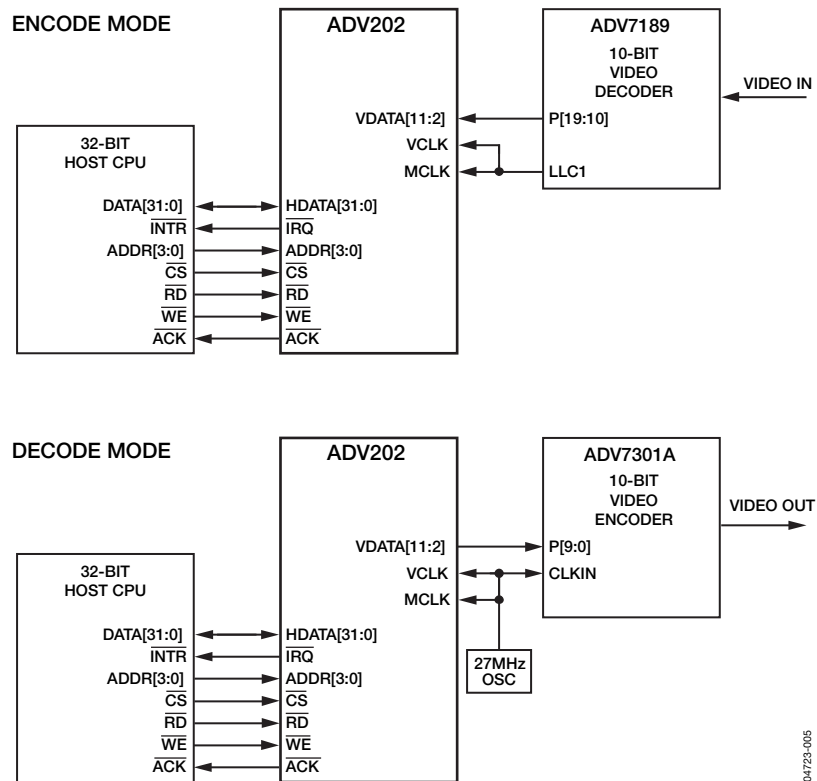 ENCODE MODE
ADV202
ADV7189
10-BIT
VIDEO
DECODER
VIDEO IN
VDATA[11:2]
P[19:10]
VCLK
MCLK
LLC1
32-BIT
HOST CPU
DATA[31:0]
HDATA[31:0]
INTR
IRQ
ADDR[3:0]
ADDR[3:0]
CS
CS
RD
RD
WE
WE
ACK
ACK
DECODE MODE
ADV202
ADV7301A
10-BIT
VIDEO
ENCODER
VIDEO OUT
VDATA[11:2]
P[9:0]
VCLK
CLKIN
MCLK
27MHz
OSC
32-BIT
HOST CPU
DATA[31:0]
HDATA[31:0]
INTR
IRQ
ADDR[3:0]
ADDR[3:0]
CS
CS
RD
RD
WE
WE
ACK
ACK
04723-005